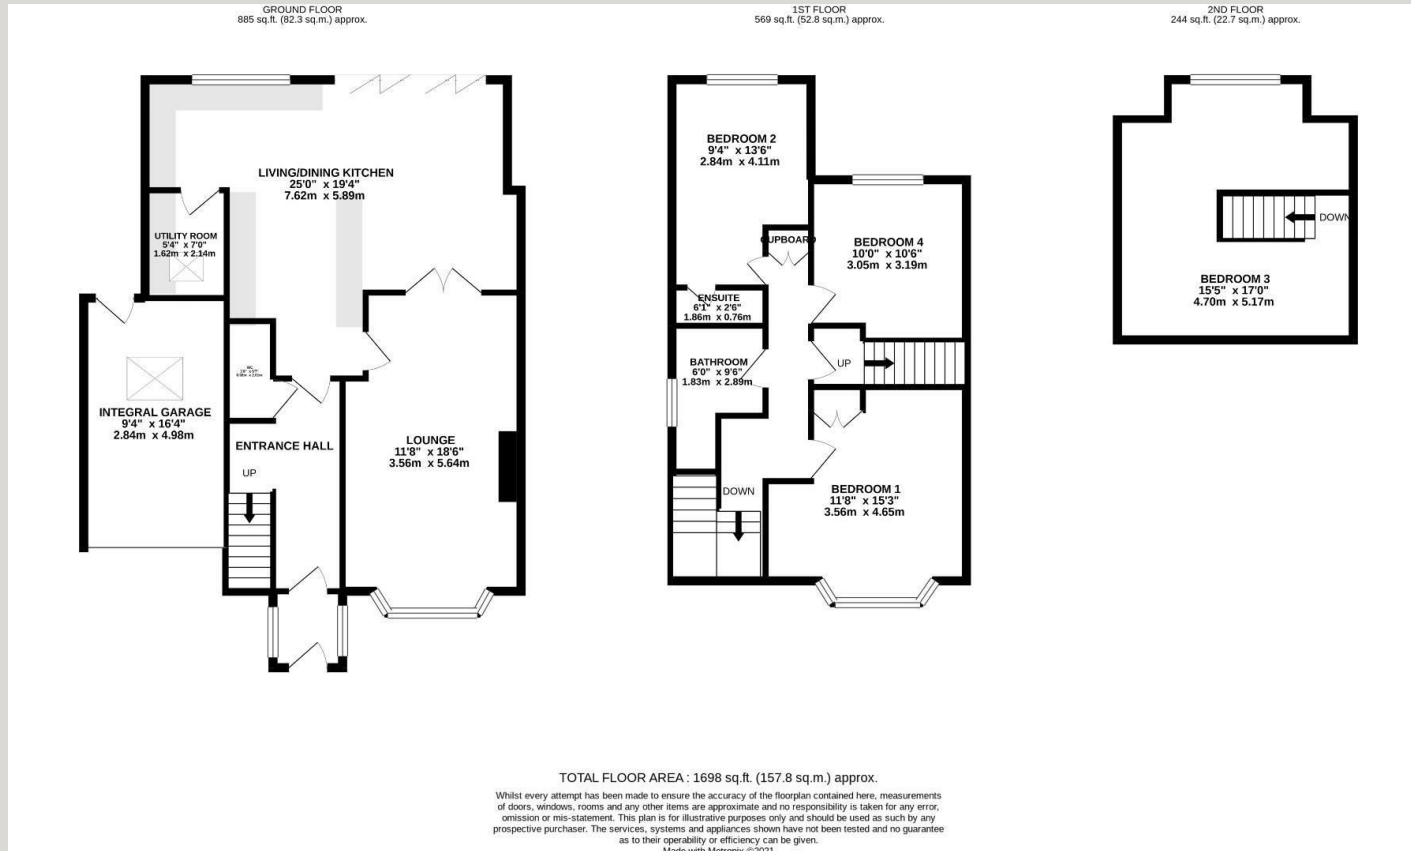 GROUND FLOOR
885 sq.ft. (82.3 sq.m.) approx.
1ST FLOOR
569 sq.ft. (52.8 sq.m.) approx.
2ND FLOOR
244 sq.ft. (22.7 sq.m.) approx.
LIVING/DINING KITCHEN
25'0" x 19'4"
7.62m x 5.89m
UTILITY ROOM
5'4" x 7'0"
1.62m x 2.14m
INTEGRAL GARAGE
9'4" x 16'4"
2.84m x 4.98m
ENTRANCE HALL
UP
LOUNGE
11'8" x 18'6"
3.56m x 5.64m
BEDROOM 2
9'4" x 13'6"
2.84m x 4.11m
CUPBOARD
BEDROOM 4
10'0" x 10'6"
3.05m x 3.19m
ENSUITE
6'1" x 2'6"
1.86m x 0.76m
BATHROOM
6'0" x 9'6"
1.83m x 2.89m
UP
DOWN
BEDROOM 1
11'8" x 15'3"
3.56m x 4.65m
DOWN
BEDROOM 3
15'5" x 17'0"
4.70m x 5.17m
TOTAL FLOOR AREA : 1698 sq.ft. (157.8 sq.m.) approx.
Whilst every attempt has been made to ensure the accuracy of the floorplan contained here, measurements
of doors, windows, rooms and any other items are approximate and no responsibility is taken for any error,
omission or mis-statement. This plan is for illustrative purposes only and should be used as such by any
prospective purchaser. The services, systems and appliances shown have not been tested and no guarantee
as to their operability or efficiency can be given.
Made with Metropix ©2021